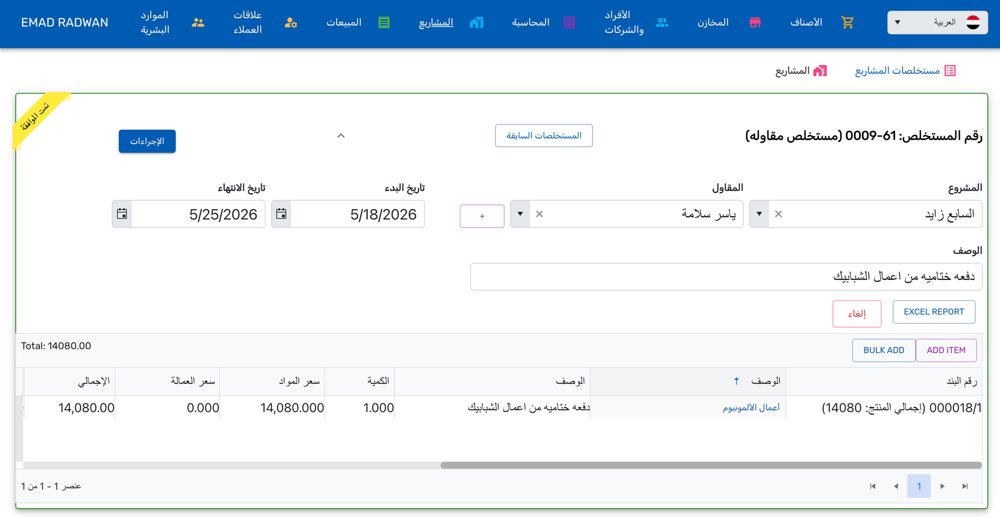 العربية
الأصناف
المخازن
الأفراد والشركات
المحاسبة
المشاريع
المبيعات
علاقات العملاء
الموارد البشرية
EMAD RADWAN
مستخلصات المشاريع
المشاريع
تمت الموافقة
رقم المستخلص: 61-0009 (مستخلص مقاوله)
المستخلصات السابقة
الإجراءات
المشروع
المقاول
تاريخ البدء
تاريخ الانتهاء
السابع زايد
ياسر سلامة
+
5/18/2026
5/25/2026
الوصف
دفعه ختاميه من اعمال الشبابيك
EXCEL REPORT
إلغاء
ADD ITEM
BULK ADD
Total: 14080.00
رقم البند
الوصف
الوصف
الكمية
سعر المواد
سعر العمالة
الإجمالي
000018/1 (إجمالي المنتج: 14080)
أعمال الألمونيوم
دفعه ختاميه من اعمال الشبابيك
1.000
14,080.000
0.000
14,080.00
1
عنصر 1 - 1 من 1